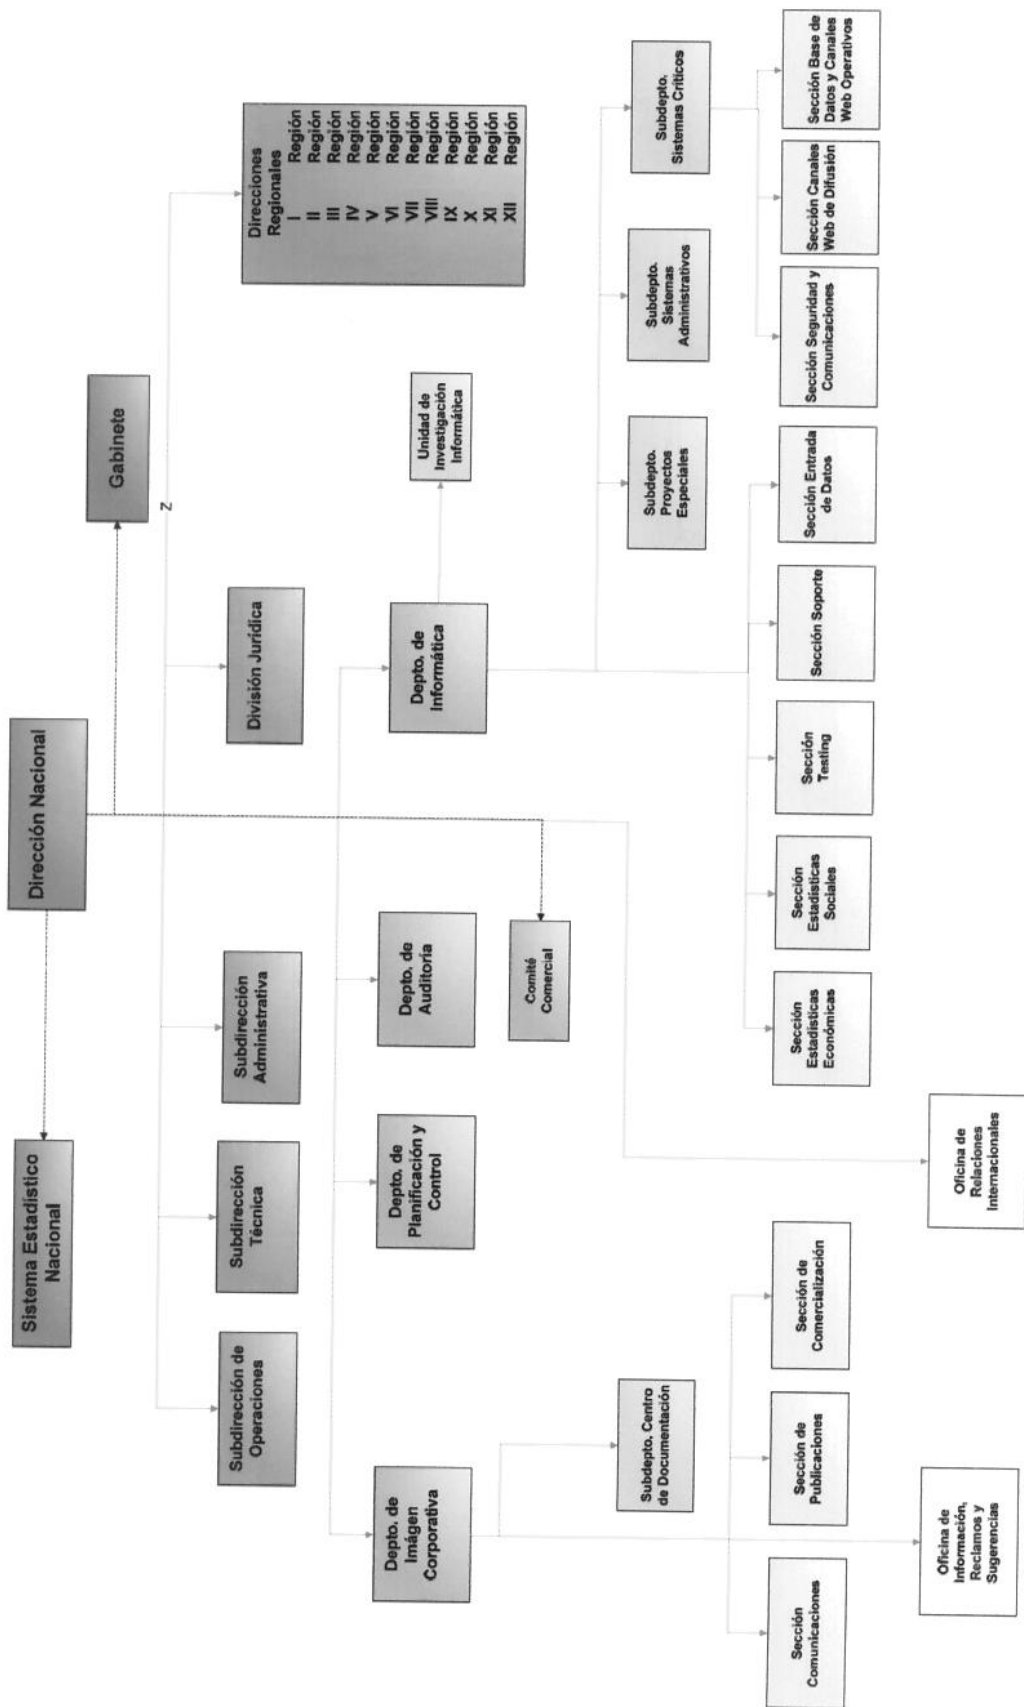 Dirección Nacional
Sistema Estadístico
Nacional
Gabinete
Z
Subdirección de
Operaciones
Subdirección
Técnica
Subdirección
Administrativa
División Jurídica
Direcciones
Regionales
I Región
II Región
III Región
IV Región
V Región
VI Región
VII Región
VIII Región
IX Región
X Región
XI Región
XII Región
Depto. de
Imágen
Corporativa
Depto. de
Planificación y
Control
Depto. de
Auditoría
Depto. de
Informática
Unidad de
Investigación
Informática
Comité
Comercial
Subdepto. Centro
de Documentación
Subdepto.
Proyectos
Especiales
Subdepto.
Sistemas
Administrativos
Subdepto.
Sistemas Críticos
Sección
Comunicaciones
Sección de
Publicaciones
Sección de
Comercialización
Sección
Estadísticas
Económicas
Sección
Estadísticas
Sociales
Sección
Testing
Sección Soporte
Sección Entrada
de Datos
Sección Seguridad y
Comunicaciones
Sección Canales
Web de Difusión
Sección Base de
Datos y Canales
Web Operativos
Oficina de
Información,
Reclamos y
Sugerencias
Oficina de
Relaciones
Internacionales